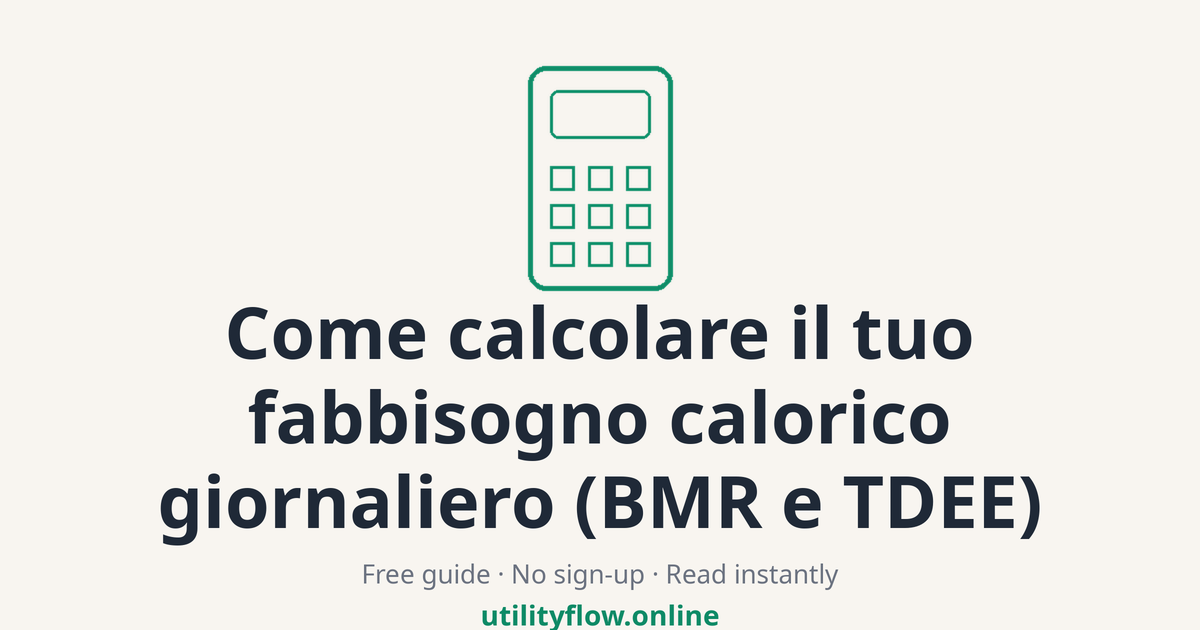 Come calcolare il tuo
fabbisogno calorico
giornaliero (BMR e TDEE)
Free guide · No sign-up · Read instantly
utilityflow.online